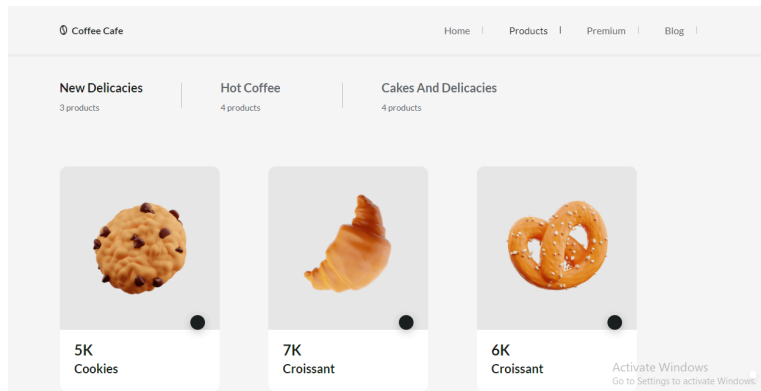 Coffee Cafe
Home Products Premium Blog
New Delicacies Hot Coffee Cakes And Delicacies
3 products 4 products 4 products
5K 7K 6K
Cookies Croissant Croissant
Activate Windows
Go to Settings to activate Windows.